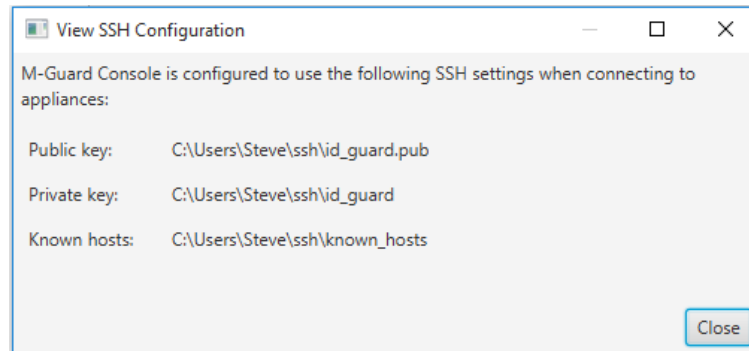 View SSH Configuration
M-Guard Console is configured to use the following SSH settings when connecting to
appliances:
Public key: C:\Users\Steve\ssh\id_guard.pub
Private key: C:\Users\Steve\ssh\id_guard
Known hosts: C:\Users\Steve\ssh\known_hosts
Close